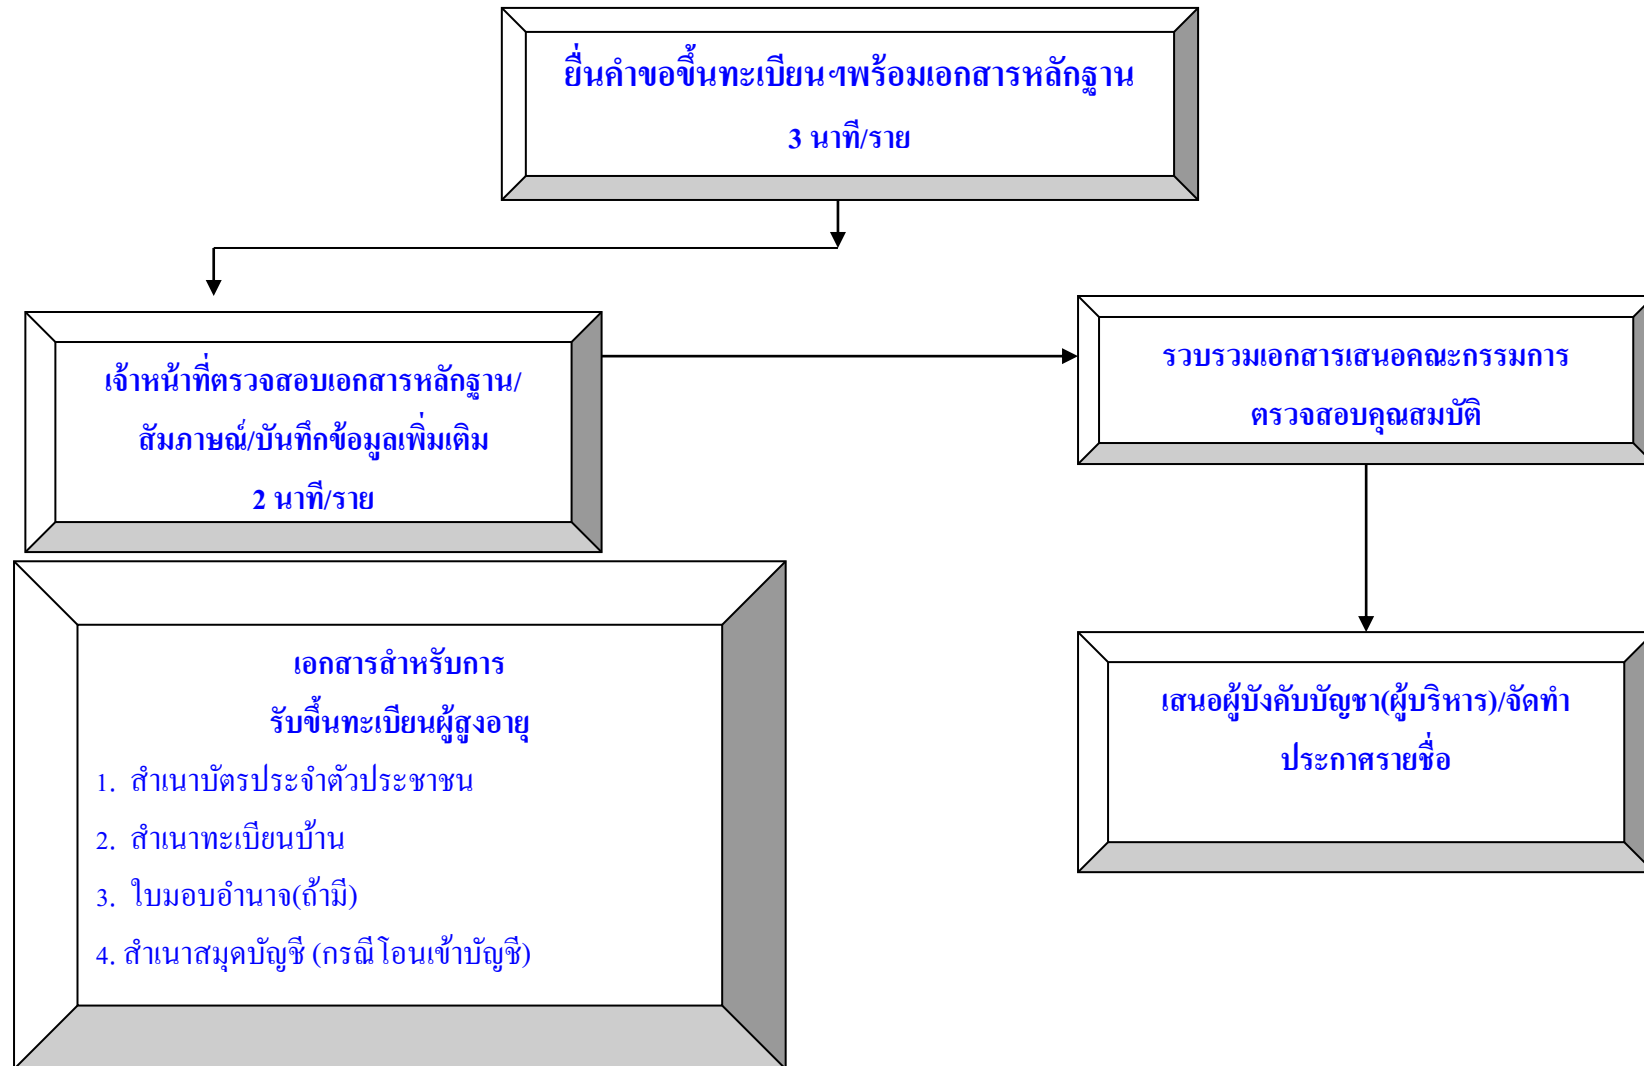 ยื่นคำขอขึ้นทะเบียนฯพร้อมเอกสารหลักฐาน
3 นาที/ราย
เจ้าหน้าที่ตรวจสอบเอกสารหลักฐาน/
สัมภาษณ์/บันทึกข้อมูลเพิ่มเติม
2 นาที/ราย
รวบรวมเอกสารเสนอคณะกรรมการ
ตรวจสอบคุณสมบัติ
เสนอผู้บังคับบัญชา(ผู้บริหาร)/จัดทำ
ประกาศรายชื่อ
เอกสารสำหรับการ
รับขึ้นทะเบียนผู้สูงอายุ
1. สำเนาบัตรประจำตัวประชาชน
2. สำเนาทะเบียนบ้าน
3. ใบมอบอำนาจ(ถ้ามี)
4. สำเนาสมุดบัญชี (กรณีโอนเข้าบัญชี)